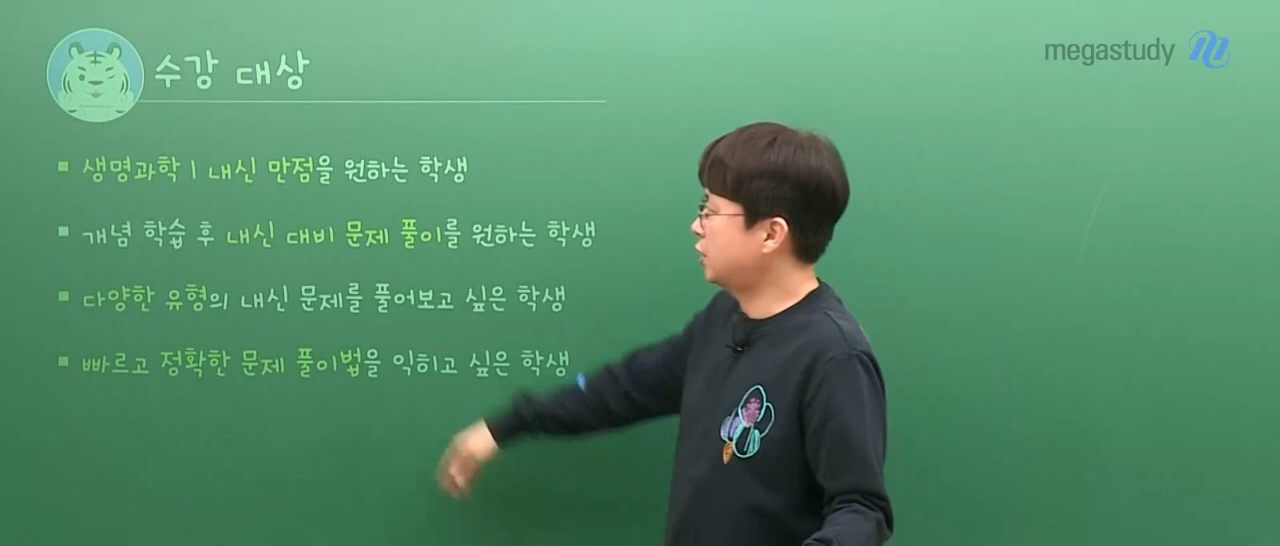 수강 대상
megastudy
생명과학 I 내신 만점을 원하는 학생
개념 학습 후 내신 대비 문제 풀이를 원하는 학생
다양한 유형의 내신 문제를 풀어보고 싶은 학생
빠르고 정확한 문제 풀이법을 익히고 싶은 학생